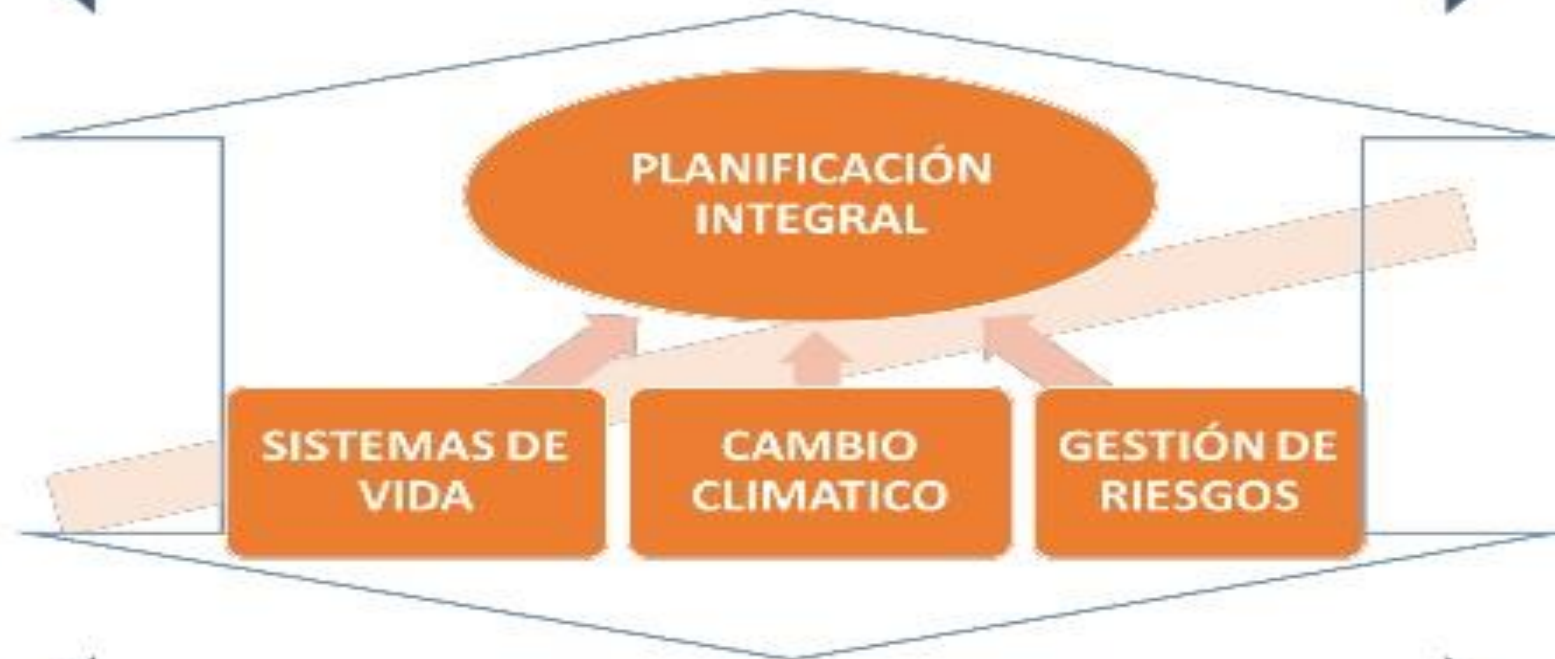 PLANIFICACIÓN
INTEGRAL
SISTEMAS DE
VIDA
CAMBIO
CLIMATICO
GESTIÓN DE
RIESGOS